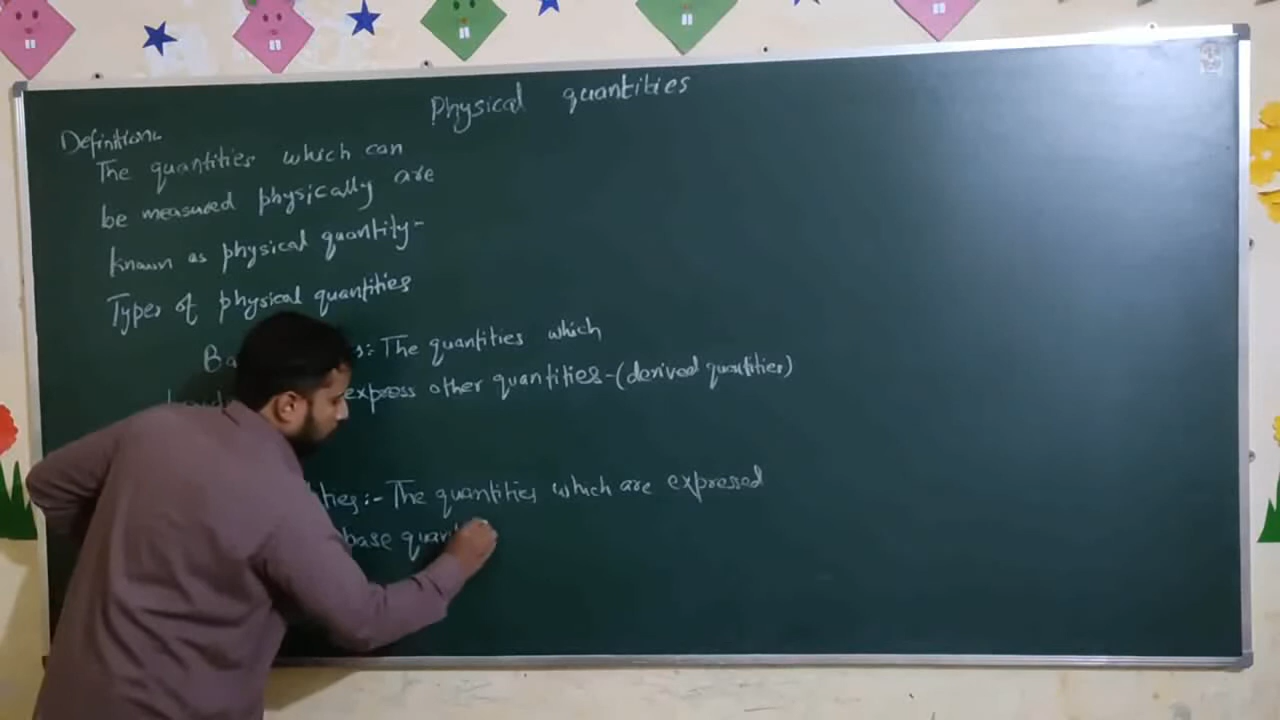 Physical quantities
Definition:
The quantities which can
be measured physically are
known as physical quantity-
Types of physical quantities
The quantities which
express other quantities-(derived quantities)
The quantities which are expressed
base